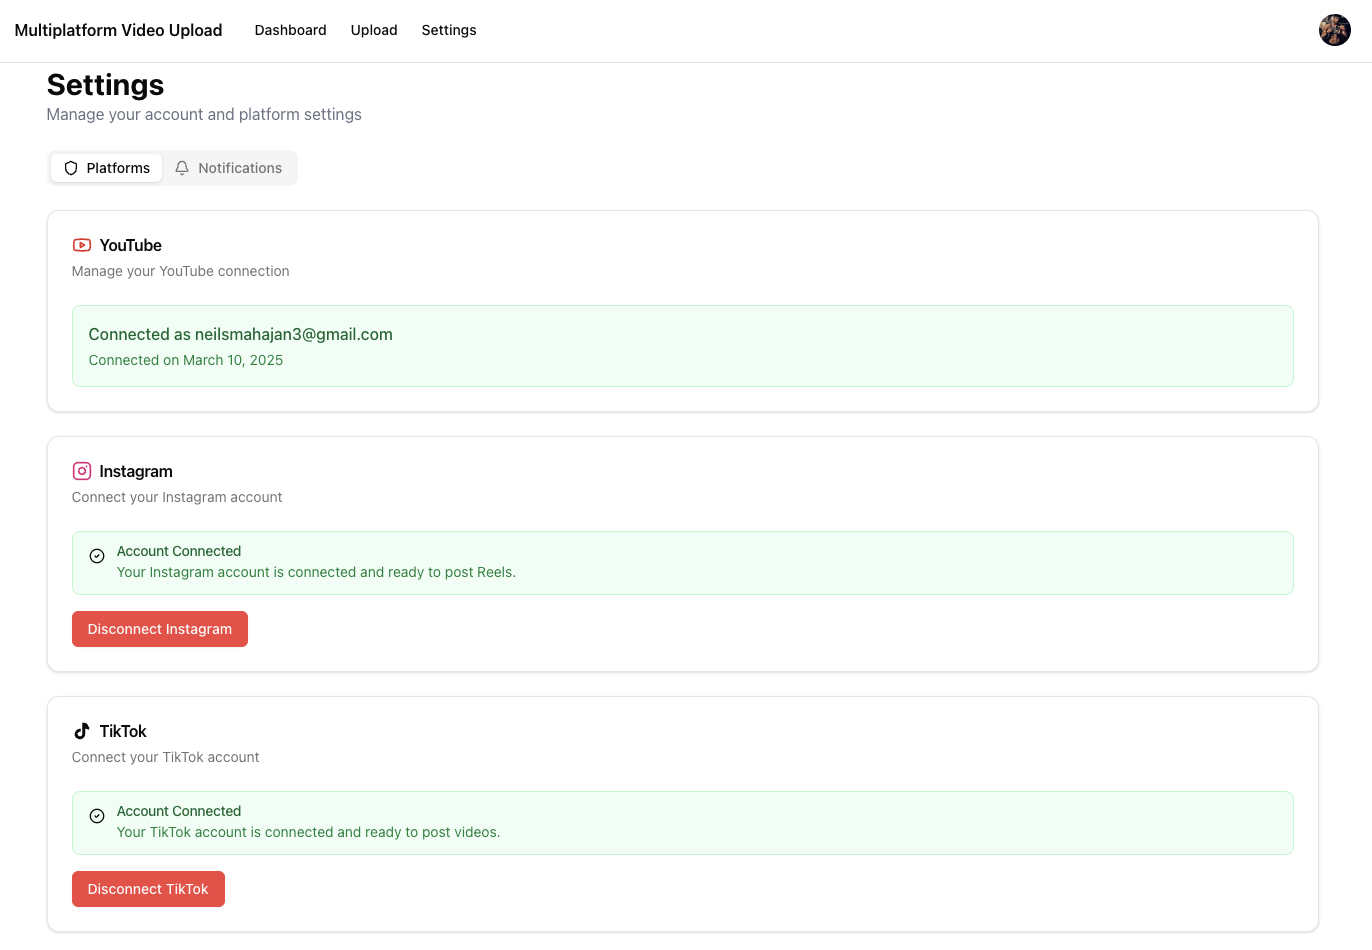 Multiplatform Video Upload Dashboard Upload Settings
Settings
Manage your account and platform settings
Platforms Notifications
YouTube
Manage your YouTube connection
Connected as neilsmahajan3@gmail.com
Connected on March 10, 2025
Instagram
Connect your Instagram account
Account Connected
Your Instagram account is connected and ready to post Reels.
Disconnect Instagram
TikTok
Connect your TikTok account
Account Connected
Your TikTok account is connected and ready to post videos.
Disconnect TikTok